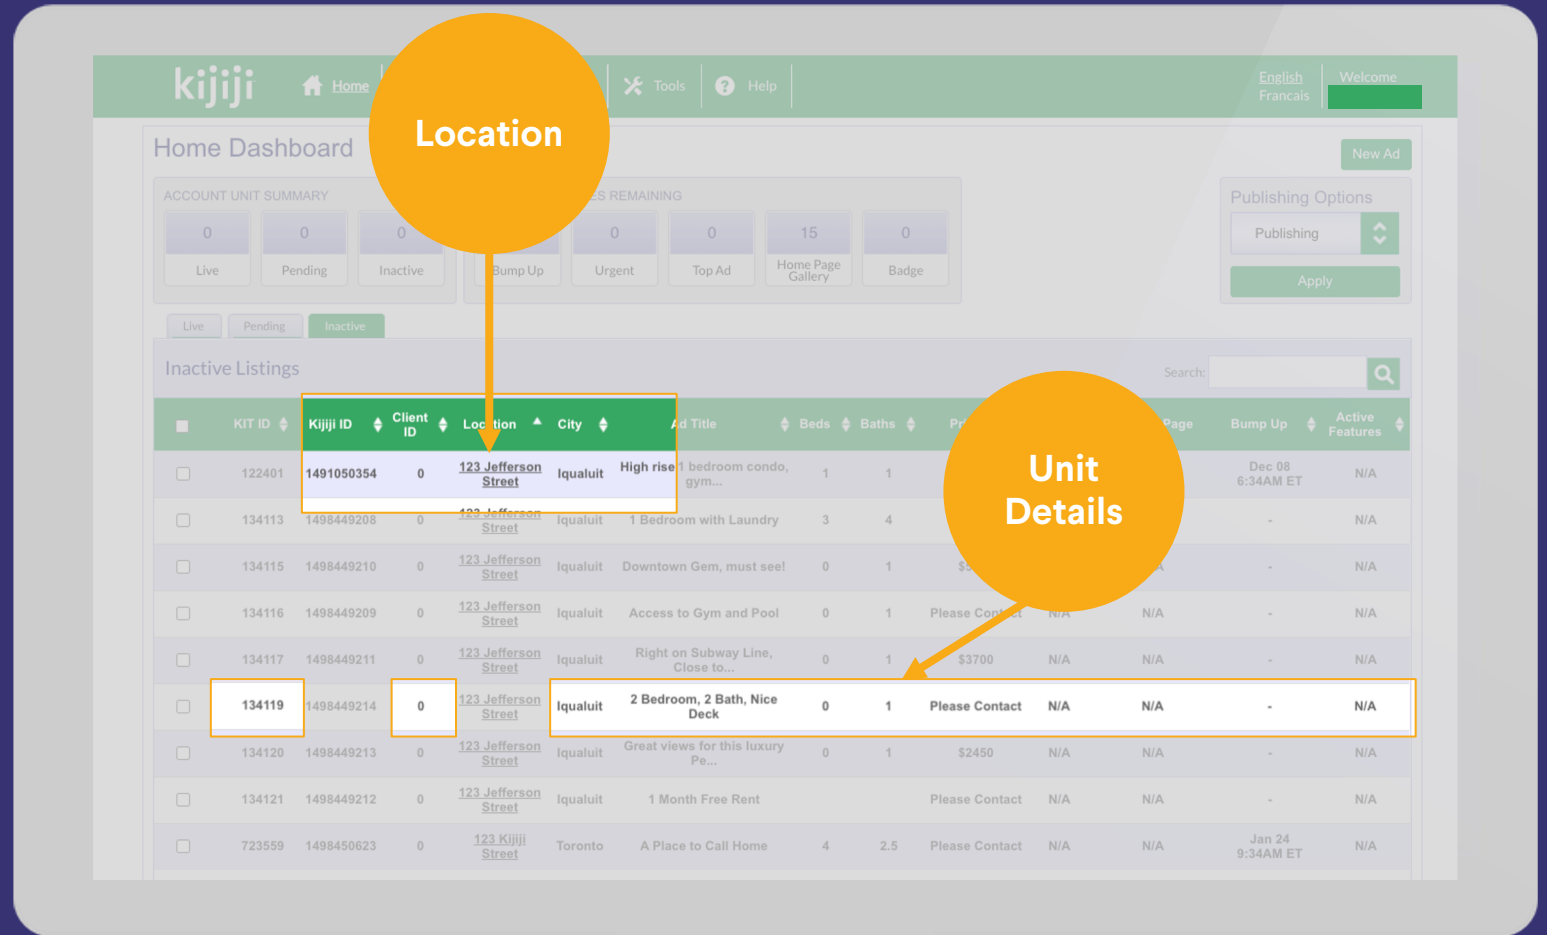 kijiji
Home
Tools
Help
English
Francais
Welcome
Location
Home Dashboard
New Ad
ACCOUNT UNIT SUMMARY
REMAINING
0 0 0 0 0 15 0
Live Pending Inactive Bump Up Urgent Top Ad Home Page Gallery Badge
Publishing Options
Publishing
Apply
Live Pending Inactive
Inactive Listings
Search:
KIT ID Kijiji ID Client ID Location City Ad Title Beds Baths Page Bump Up Active Features
122401 1491050354 0 123 Jefferson Street Iqualuit High rise 1 bedroom condo, gym... 1 1 Dec 08 6:34AM ET N/A
134113 1498449208 0 123 Jefferson Street Iqualuit 1 Bedroom with Laundry 3 4 - N/A
134115 1498449210 0 123 Jefferson Street Iqualuit Downtown Gem, must see! 0 1 - N/A
134116 1498449209 0 123 Jefferson Street Iqualuit Access to Gym and Pool 0 1 Please Contact N/A N/A - N/A
134117 1498449211 0 123 Jefferson Street Iqualuit Right on Subway Line, Close to... 0 1 $3700 N/A N/A - N/A
134119 1498449214 0 123 Jefferson Street Iqualuit 2 Bedroom, 2 Bath, Nice Deck 0 1 Please Contact N/A N/A - N/A
134120 1498449213 0 123 Jefferson Street Iqualuit Great views for this luxury Pe... 0 1 $2450 N/A N/A - N/A
134121 1498449212 0 123 Jefferson Street Iqualuit 1 Month Free Rent Please Contact N/A N/A - N/A
723559 1498450623 0 123 Kijiji Street Toronto A Place to Call Home 4 2.5 Please Contact N/A N/A Jan 24 9:34AM ET N/A
Unit
Details